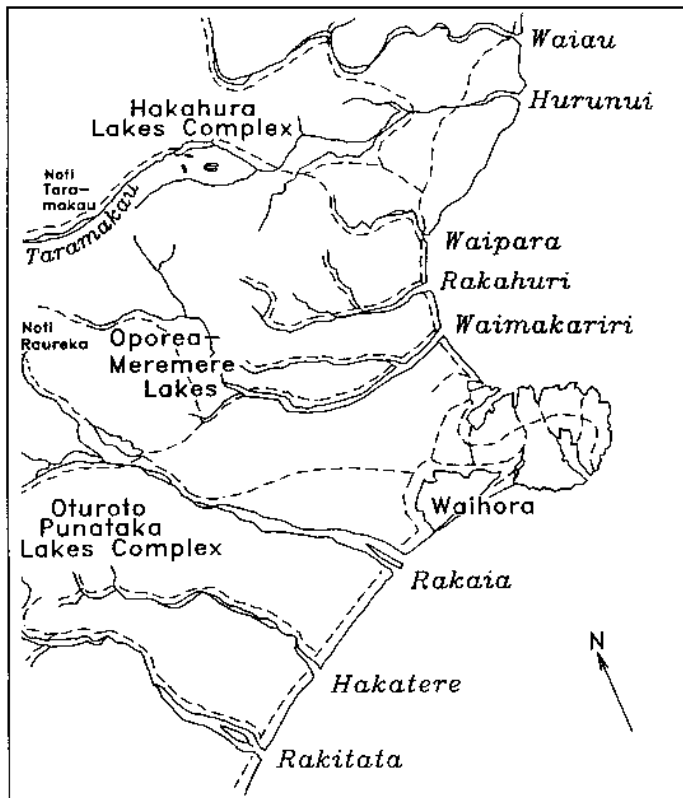 Waiau
Hurunui
Hakahura
Lakes Complex
Noti
Tara-
makau
Taramakau
Waipara
Rakahuri
Waimakariri
Noti
Raureka
Oporea-
Meremere
Lakes
Waihora
Oturoto
Punataka
Lakes Complex
Rakaia
N
Hakatere
Rakitata